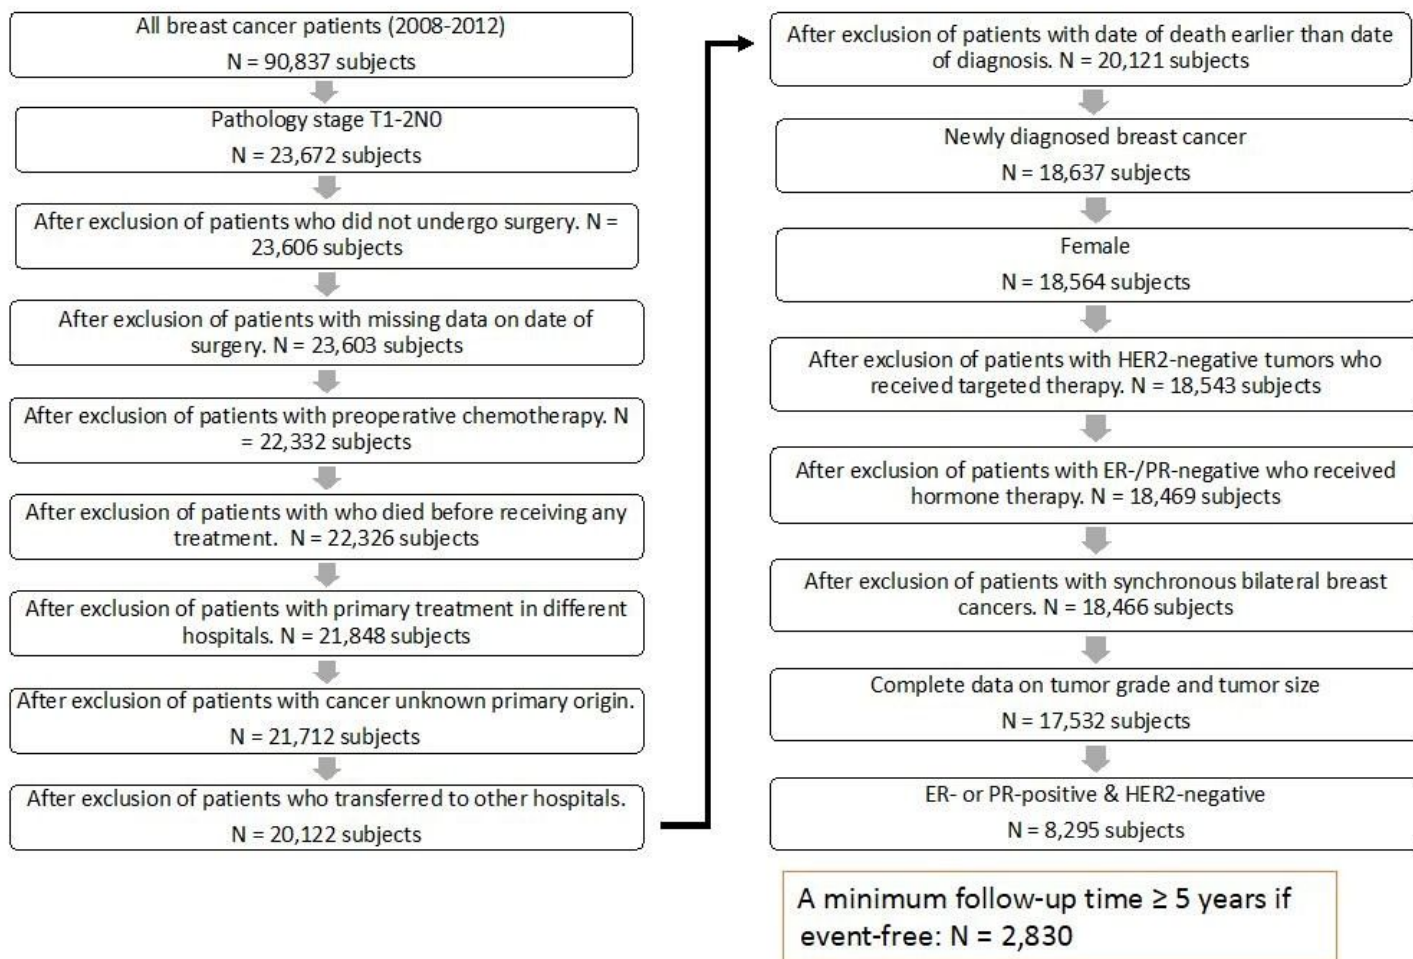 All breast cancer patients (2008-2012)
N = 90,837 subjects
Pathology stage T1-2N0
N = 23,672 subjects
After exclusion of patients who did not undergo surgery. N =
23,606 subjects
After exclusion of patients with missing data on date of
surgery. N = 23,603 subjects
After exclusion of patients with preoperative chemotherapy. N
= 22,332 subjects
After exclusion of patients with who died before receiving any
treatment. N = 22,326 subjects
After exclusion of patients with primary treatment in different
hospitals. N = 21,848 subjects
After exclusion of patients with cancer unknown primary origin.
N = 21,712 subjects
After exclusion of patients who transferred to other hospitals.
N = 20,122 subjects
After exclusion of patients with date of death earlier than date
of diagnosis. N = 20,121 subjects
Newly diagnosed breast cancer
N = 18,637 subjects
Female
N = 18,564 subjects
After exclusion of patients with HER2-negative tumors who
received targeted therapy. N = 18,543 subjects
After exclusion of patients with ER-/PR-negative who received
hormone therapy. N = 18,469 subjects
After exclusion of patients with synchronous bilateral breast
cancers. N = 18,466 subjects
Complete data on tumor grade and tumor size
N = 17,532 subjects
ER- or PR-positive & HER2-negative
N = 8,295 subjects
A minimum follow-up time ≥ 5 years if
event-free: N = 2,830